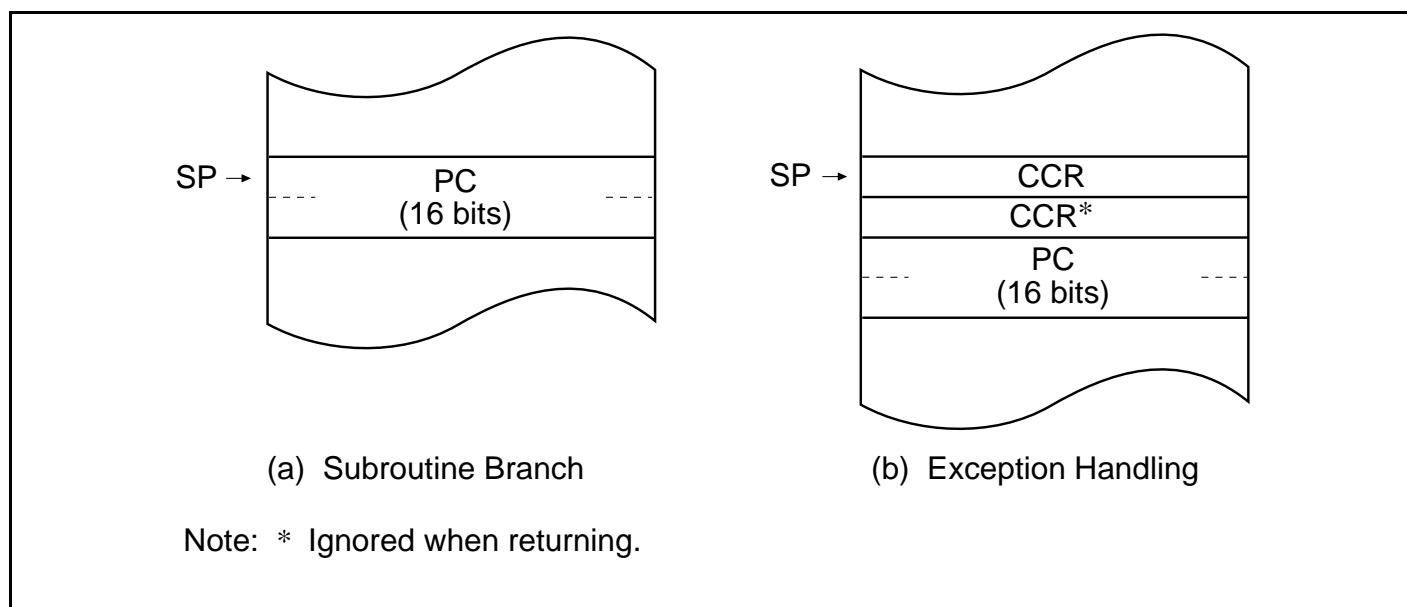 SP → PC
(16 bits)
(a) Subroutine Branch
SP → CCR
CCR*
PC
(16 bits)
(b) Exception Handling
Note: * Ignored when returning.